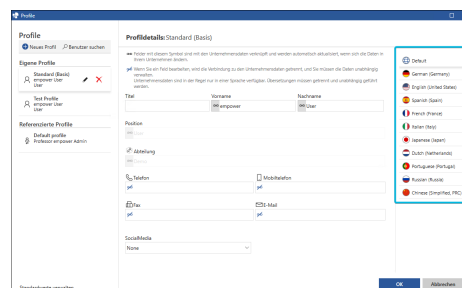 Profile
Profile
Neues Profil
Benutzer suchen
Eigene Profile
Standard (Basis)
empower User
User
Test Profile
empower User
User
Referenzierte Profile
Default profile
Professor empower Admin
Profildetails: Standard (Basis)
Felder mit diesem Symbol sind mit den Unternehmensdaten verknüpft und werden automatisch aktualisiert, wenn sich die Daten in
Ihrem Unternehmen ändern.
Wenn Sie ein Feld bearbeiten, wird die Verbindung zu den Unternehmensdaten getrennt, und Sie müssen die Daten unabhängig
verwalten.
Unternehmensdaten sind in der Regel nur in einer Sprache verfügbar, Übersetzungen müssen getrennt und unabhängig geführt
werden.
Titel
Vorname
Nachname
empower
User
Position
Abteilung
Telefon
Mobiltelefon
Fax
E-Mail
SocialMedia
None
Default
German (Germany)
English (United States)
Spanish (Spain)
French (France)
Italian (Italy)
Japanese (Japan)
Dutch (Netherlands)
Portuguese (Portugal)
Russian (Russia)
Chinese (Simplified, PRC)
OK
Abbrechen